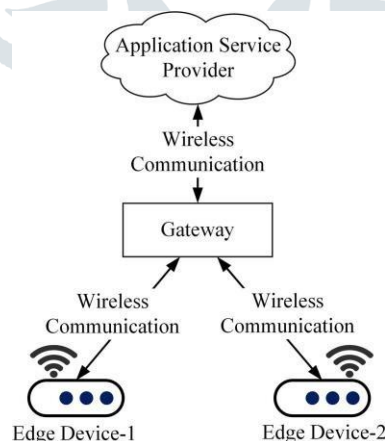 Application Service
Provider
Wireless
Communication
Gateway
Wireless
Communication
Wireless
Communication
Edge Device-1
Edge Device-2